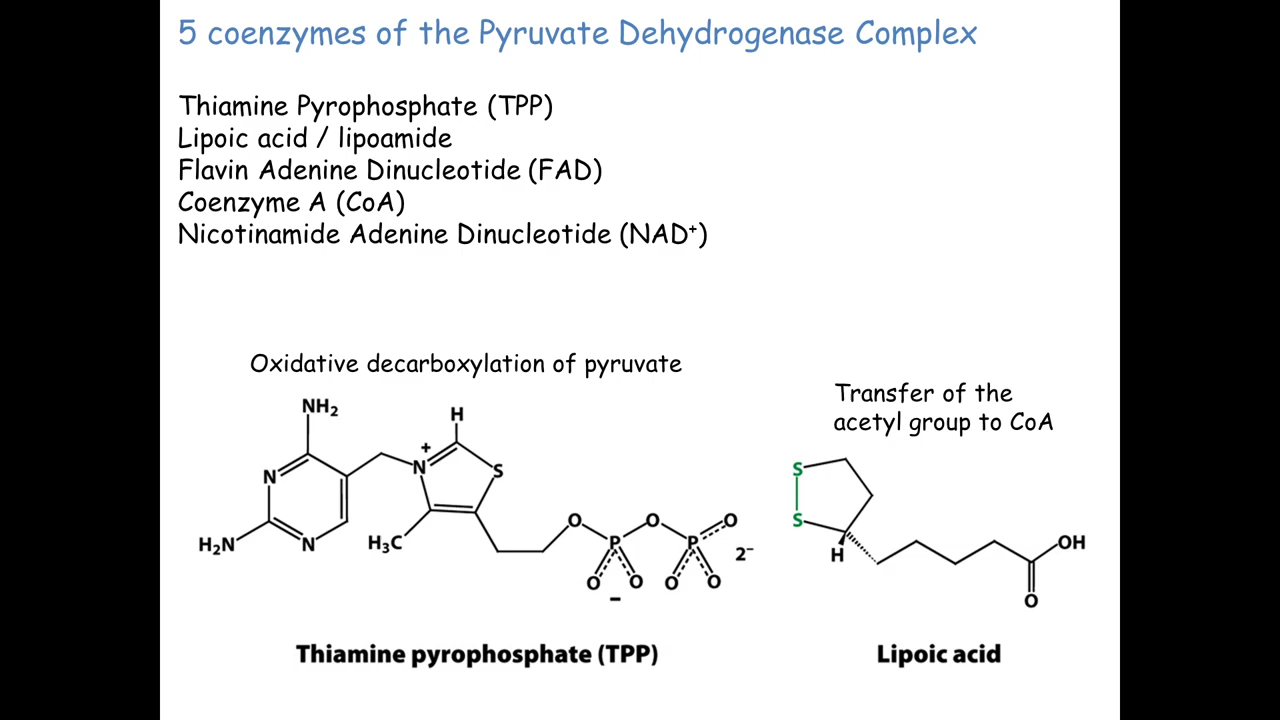 5 coenzymes of the Pyruvate Dehydrogenase Complex
Thiamine Pyrophosphate (TPP)
Lipoic acid / lipoamide
Flavin Adenine Dinucleotide (FAD)
Coenzyme A (CoA)
Nicotinamide Adenine Dinucleotide (NAD⁺)
Oxidative decarboxylation of pyruvate
Transfer of the
acetyl group to CoA
NH₂
H
+
N
S
N
H₂N
N
H₃C
O
P
O
P
O
2⁻
O
O
O
O
−
S
S
H
OH
O
Thiamine pyrophosphate (TPP)
Lipoic acid